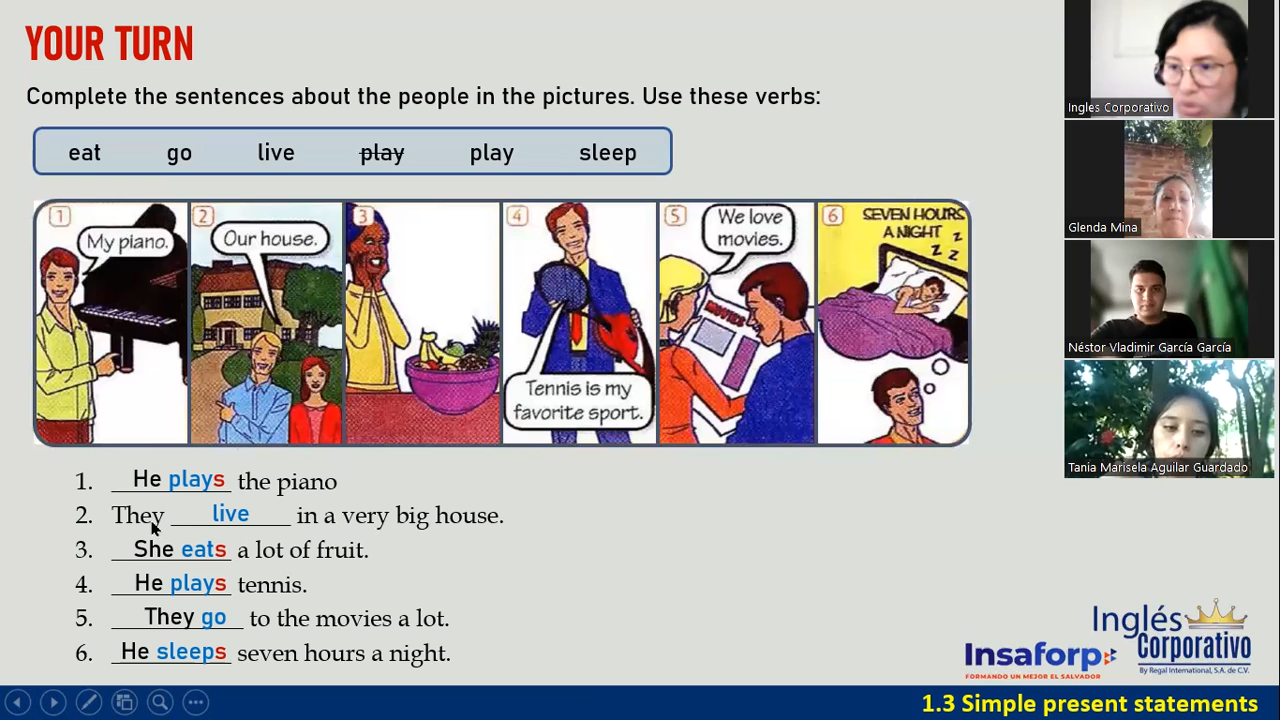 YOUR TURN
Complete the sentences about the people in the pictures. Use these verbs:
eat go live play play sleep
1 2 3 4 5 6
My piano.
Our house.
Tennis is my
favorite sport.
We love
movies.
MOVIES
SEVEN HOURS
A NIGHT Z
Z Z
1. He plays the piano
2. They live in a very big house.
3. She eats a lot of fruit.
4. He plays tennis.
5. They go to the movies a lot.
6. He sleeps seven hours a night.
Ingles Corporativo
Glenda Mina
Néstor Vladimir García García
Tania Marisela Aguilar Guardado
Insaforp
FORMANDO UN MEJOR EL SALVADOR
Inglés
Corporativo
By Regal International, S.A. de C.V.
1.3 Simple present statements